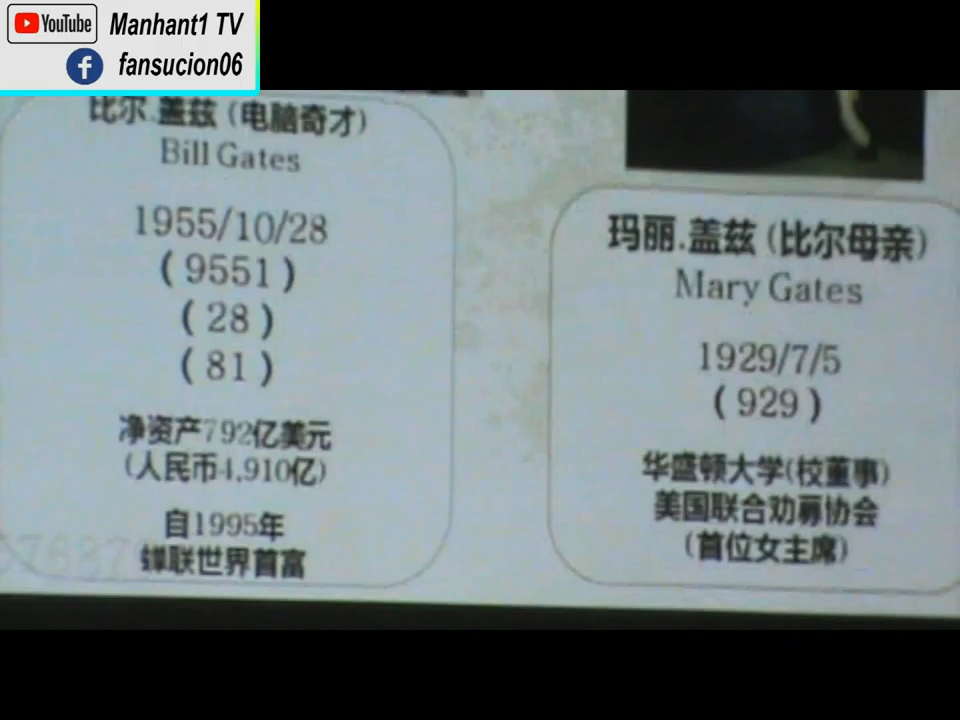 YouTube Manhant1 TV
fansucion06
比尔.盖兹(电脑奇才)
Bill Gates
1955/10/28
(9551)
(28)
(81)
净资产792亿美元
(人民币4,910亿)
自1995年
蝉联世界首富
玛丽.盖兹(比尔母亲)
Mary Gates
1929/7/5
(929)
华盛顿大学(校董事)
美国联合劝募协会
(首位女主席)